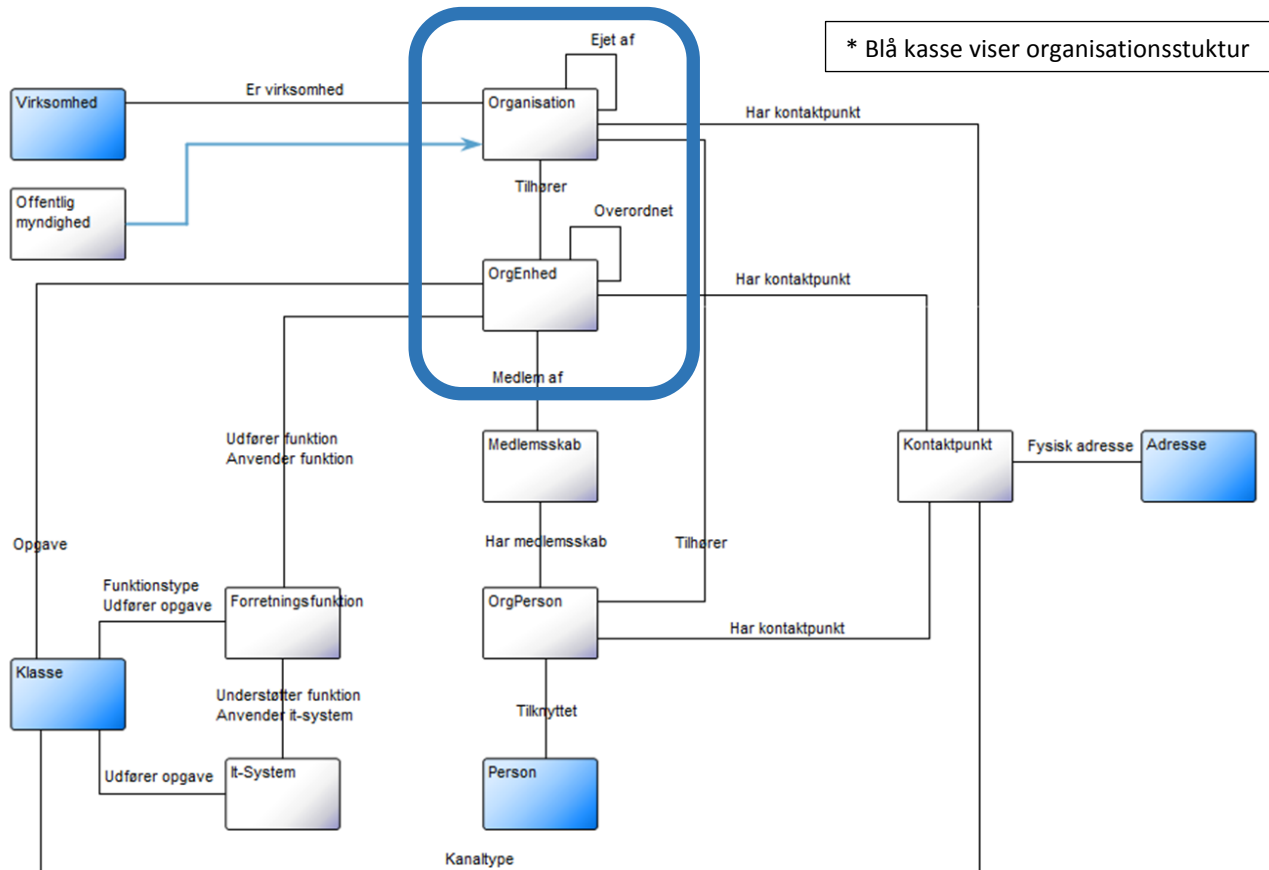 Ejet af
* Blå kasse viser organisationsstuktur
Virksomhed
Er virksomhed
Organisation
Har kontaktpunkt
Offentlig
myndighed
Tilhører
Overordnet
OrgEnhed
Har kontaktpunkt
Medlem af
Udfører funktion
Anvender funktion
Medlemsskab
Kontaktpunkt
Fysisk adresse
Adresse
Opgave
Har medlemsskab
Tilhører
Funktionstype
Udfører opgave
Forretningsfunktion
OrgPerson
Har kontaktpunkt
Klasse
Understøtter funktion
Anvender it-system
Tilknyttet
Udfører opgave
It-System
Person
Kanaltype